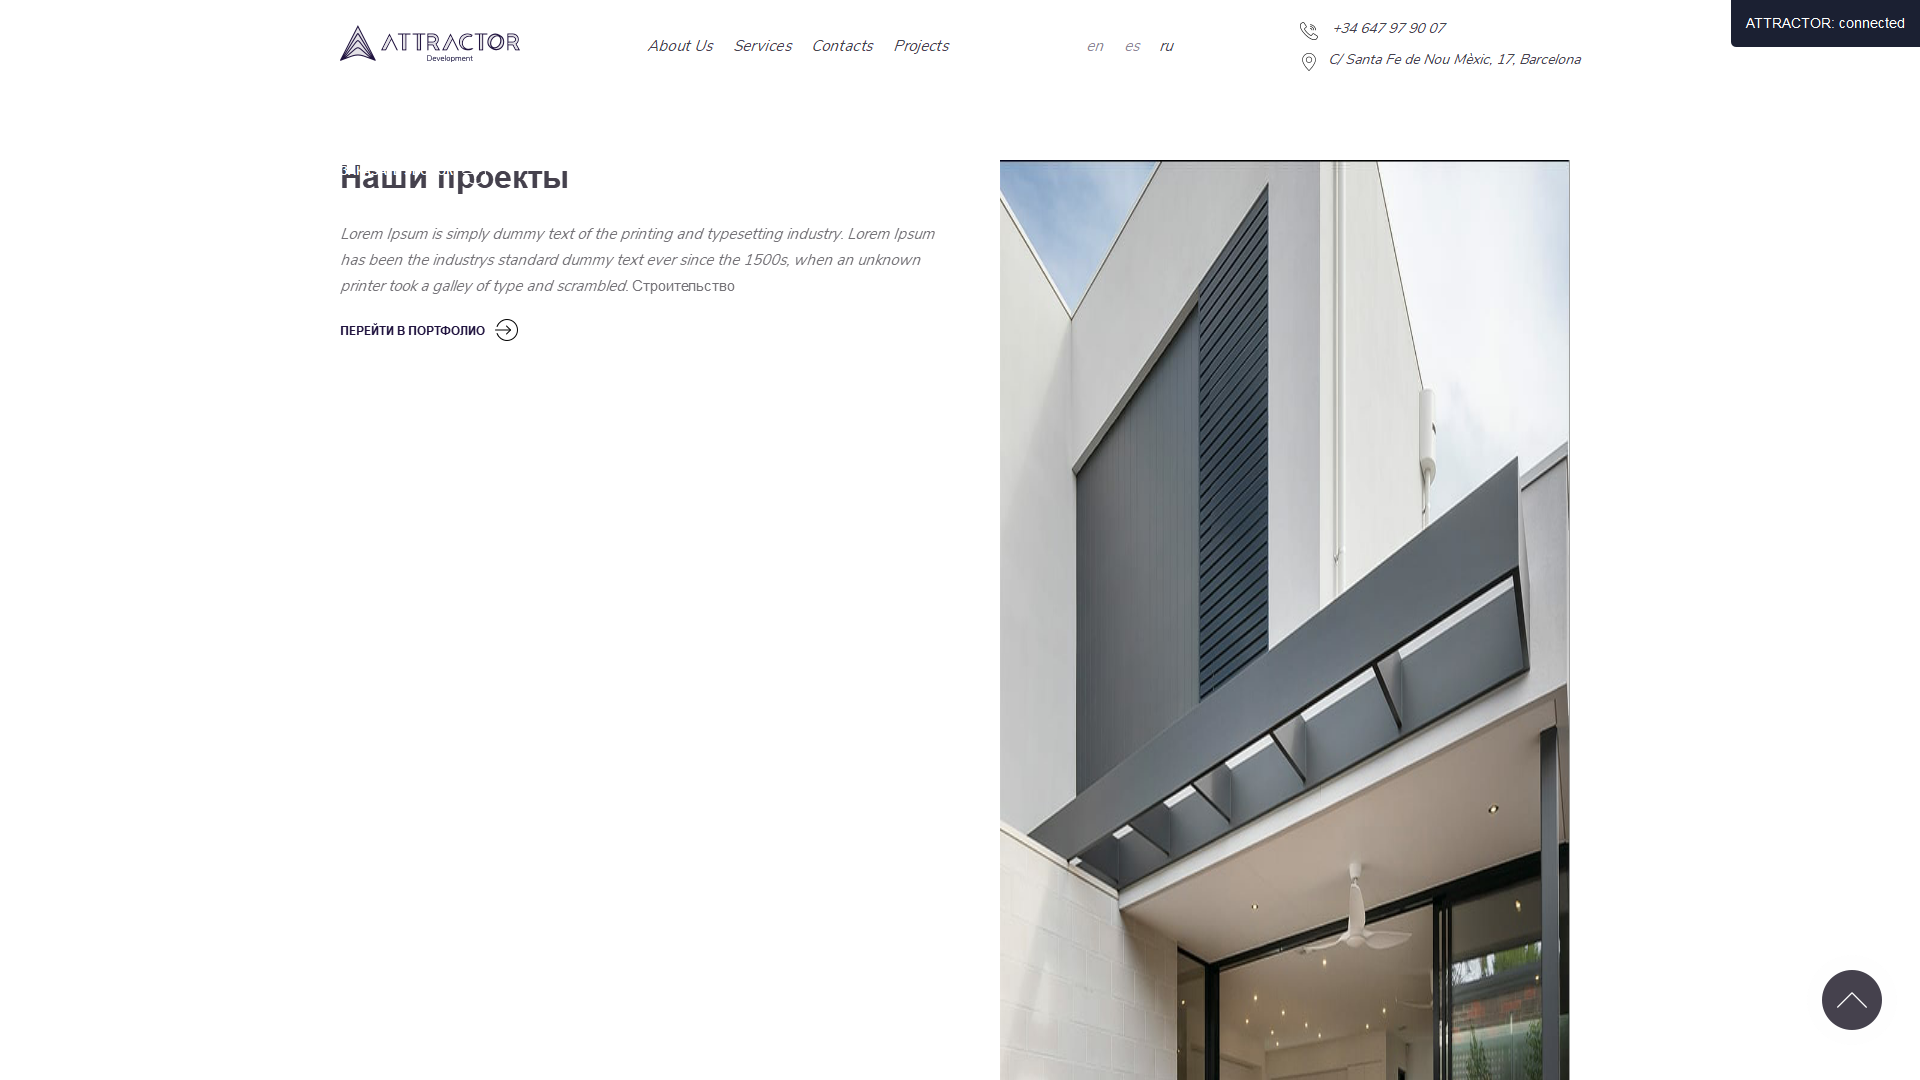 ATTRACTOR
Development
About Us Services Contacts Projects
en es ru
+34 647 97 90 07
C/ Santa Fe de Nou Mèxic, 17, Barcelona
ATTRACTOR: connected
Наши проекты
Lorem Ipsum is simply dummy text of the printing and typesetting industry. Lorem Ipsum
has been the industrys standard dummy text ever since the 1500s, when an unknown
printer took a galley of type and scrambled. Строительство
ПЕРЕЙТИ В ПОРТФОЛИО